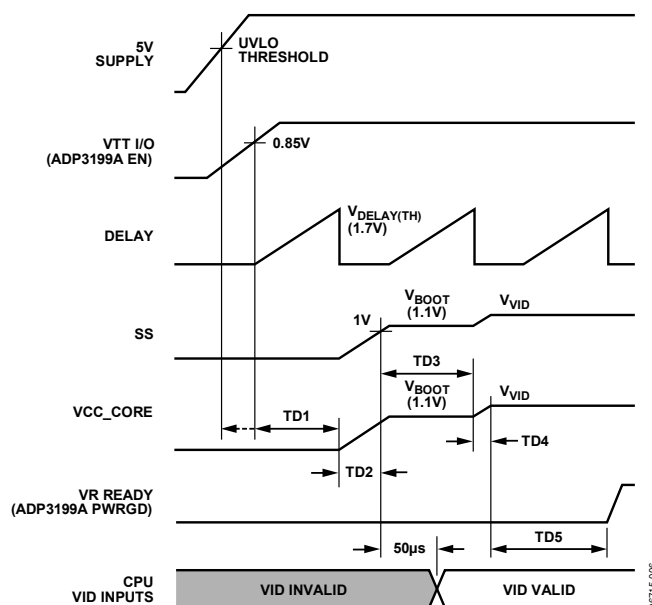 5V
SUPPLY
UVLO
THRESHOLD
VTT I/O
(ADP3199A EN)
0.85V
DELAY
VDELAY(TH)
(1.7V)
SS
1V
VBOOT
(1.1V)
VVID
TD3
VCC_CORE
TD1
VBOOT
(1.1V)
VVID
TD4
TD2
VR READY
(ADP3199A PWRGD)
50µs
TD5
CPU
VID INPUTS
VID INVALID
VID VALID